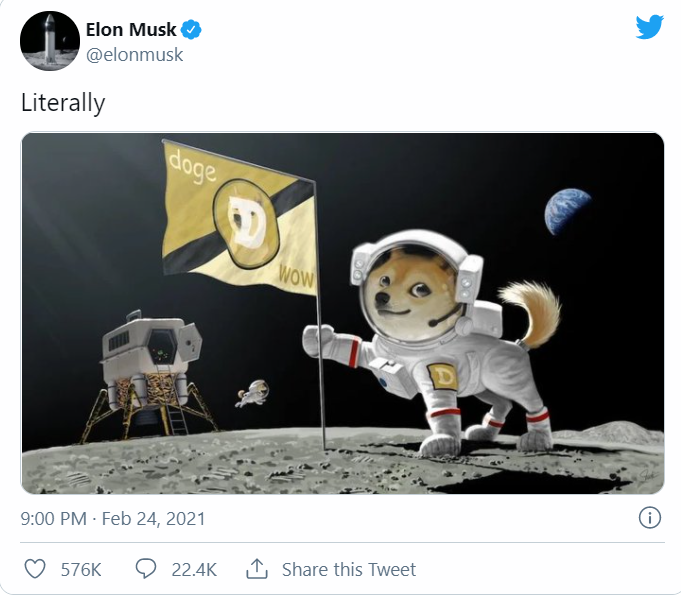 Elon Musk
@elonmusk
Literally
doge
D
wow
D
9:00 PM · Feb 24, 2021
576K 22.4K Share this Tweet